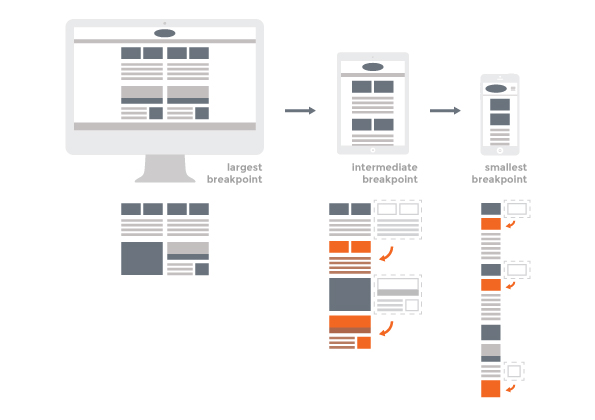 largest
breakpoint
intermediate
breakpoint
smallest
breakpoint